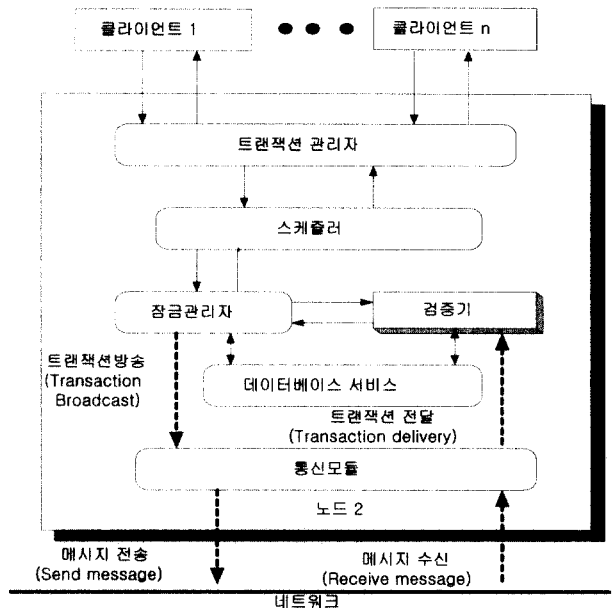 클라이언트 1
클라이언트 n
트랜잭션 관리자
스케줄러
잠금관리자
검증기
트랜잭션방송
(Transaction
Broadcast)
데이터베이스 서비스
트랜잭션 전달
(Transaction delivery)
통신모듈
노드 2
메시지 전송
(Send message)
메시지 수신
(Receive message)
네트워크